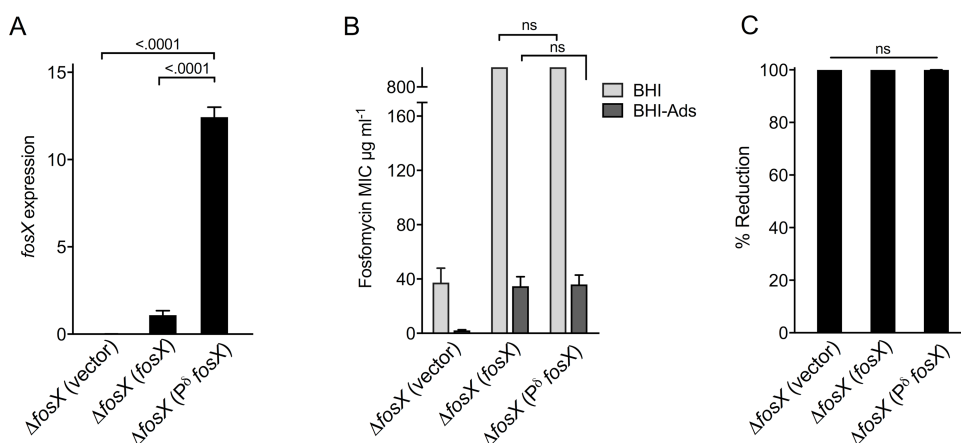 A
<.0001
<.0001
15
10
5
0
fosX expression
ΔfosX (vector)
ΔfosX (fosX)
ΔfosX (Pᵟ fosX)
B
ns
ns
800
160
120
80
40
0
Fosfomycin MIC µg ml⁻¹
BHI
BHI-Ads
ΔfosX (vector)
ΔfosX (fosX)
ΔfosX (Pᵟ fosX)
C
ns
100
80
60
40
20
0
% Reduction
ΔfosX (vector)
ΔfosX (fosX)
ΔfosX (Pᵟ fosX)